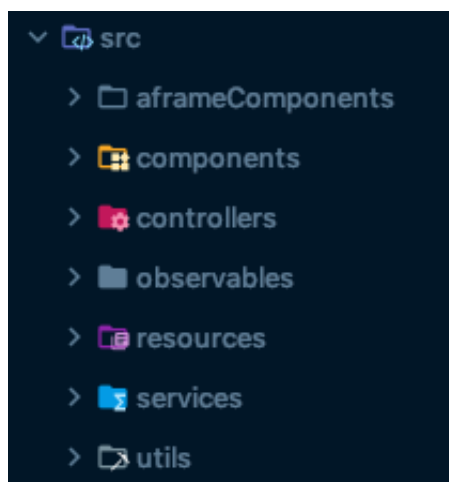 src
aframeComponents
components
controllers
observables
resources
services
utils